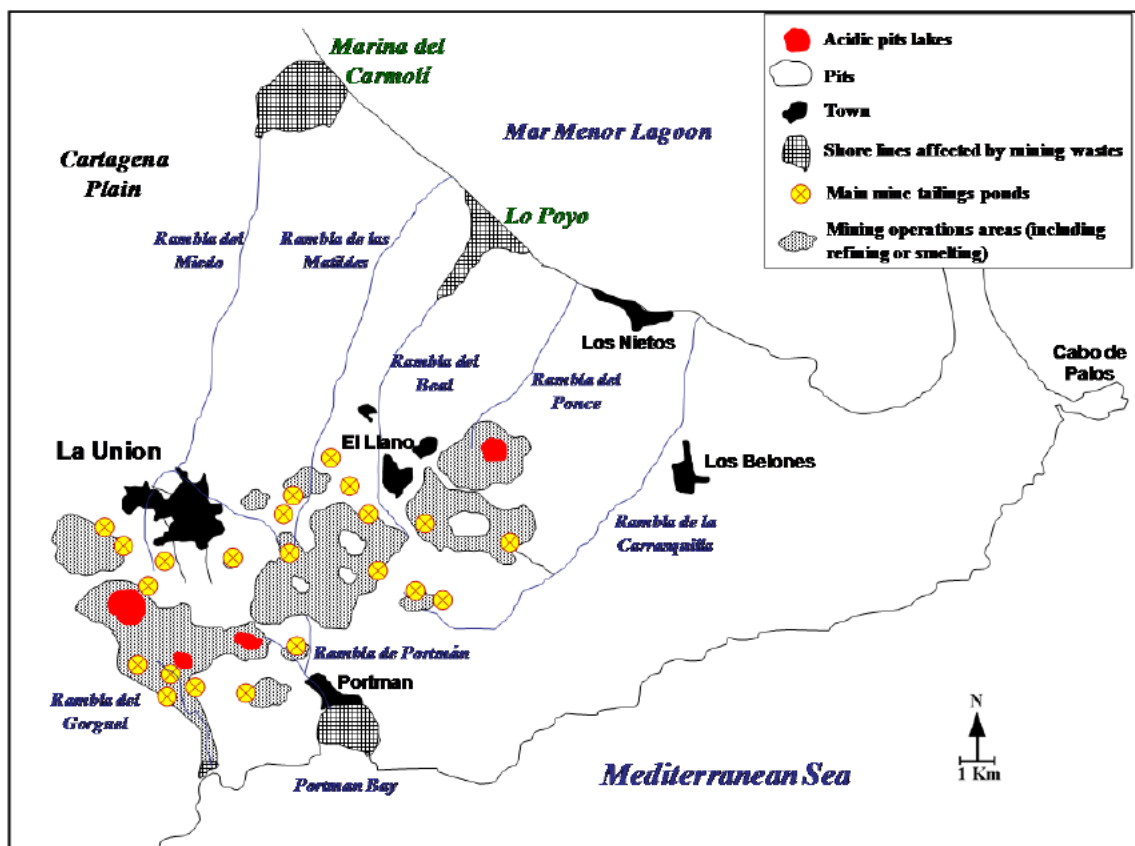 Marina del
Carmolí
Mar Menor Lagoon
Cartagena
Plain
Lo Poyo
Rambla del
Miedo
Rambla de las
Matildes
Acidic pits lakes
Pits
Town
Shore lines affected by mining wastes
Main mine tailings ponds
Mining operations areas (including
refining or smelting)
Los Nietos
Cabo de
Palos
Rambla del
Beal
Rambla del
Ponce
El Llano
La Union
Los Belones
Rambla de la
Carranquilla
Rambla de Portmán
Portman
Rambla del
Gorguel
Portman Bay
Mediterranean Sea
N
1 Km